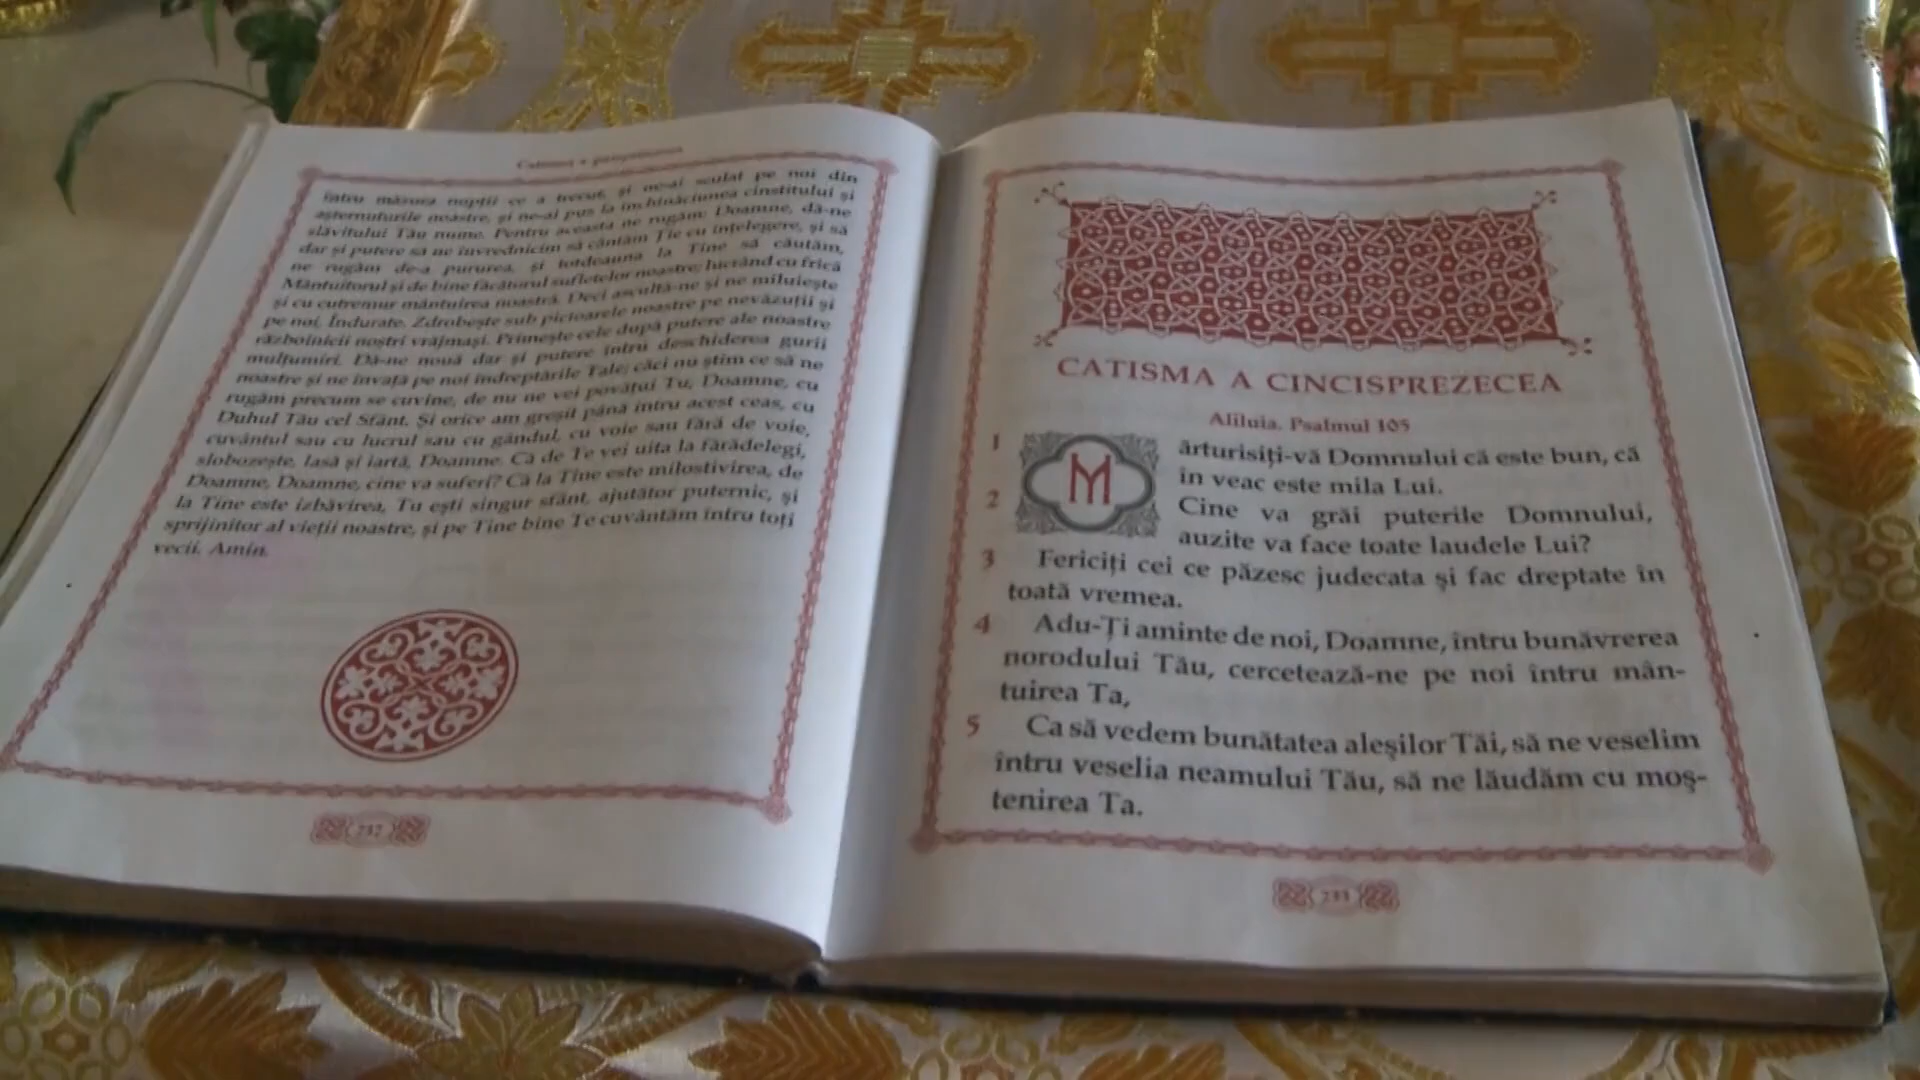 Catisma a paisprezecea
întru măsura nopții ce a trecut, și ne-ai sculat pe noi din
așternuturile noastre, și ne-ai pus la închinăciunea cinstitului și
slăvitului Tău nume. Pentru aceasta ne rugăm: Doamne, dă-ne
dar și putere să ne învrednicim să cântăm Ție cu înțelegere, și să
ne rugăm de-a pururea, și totdeauna la Tine să căutăm,
Mântuitorul și de bine făcătorul sufletelor noastre, lucrând cu frică
și cu cutremur mântuirea noastră. Deci ascultă-ne și ne miluiește
pe noi, Îndurate. Zdrobește sub picioarele noastre pe nevăzuții și
războinicii noștri vrăjmași. Primește cele după putere ale noastre
mulțumiri. Dă-ne nouă dar și putere întru deschiderea gurii
noastre și ne învață pe noi îndreptările Tale; căci nu știm ce să ne
rugăm precum se cuvine, de nu ne vei povățui Tu, Doamne, cu
Duhul Tău cel Sfânt. Și orice am greșit până întru acest ceas, cu
cuvântul sau cu lucrul sau cu gândul, cu voie sau fără de voie,
slobozește, lasă și iartă, Doamne. Că de Te vei uita la fărădelegi,
Doamne, Doamne, cine va suferi? Că la Tine este milostivirea, de
la Tine este izbăvirea, Tu ești singur sfânt, ajutător puternic, și
sprijinitor al vieții noastre, și pe Tine bine Te cuvântăm întru toți
vecii. Amin.
232
CATISMA A CINCISPREZECEA
Aliluia. Psalmul 105
1 Mărturisiți-vă Domnului că este bun, că
în veac este mila Lui.
2 Cine va grăi puterile Domnului,
auzite va face toate laudele Lui?
3 Fericiți cei ce păzesc judecata și fac dreptate în
toată vremea.
4 Adu-Ți aminte de noi, Doamne, întru bunăvrerea
norodului Tău, cercetează-ne pe noi întru mân-
tuirea Ta,
5 Ca să vedem bunătatea aleșilor Tăi, să ne veselim
întru veselia neamului Tău, să ne lăudăm cu moș-
tenirea Ta.
233